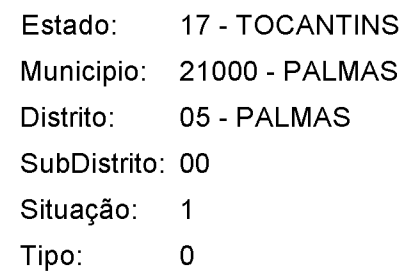 Estado: 17 - TOCANTINS
Municipio: 21000 - PALMAS
Distrito: 05 - PALMAS
SubDistrito: 00
Situação: 1
Tipo: 0